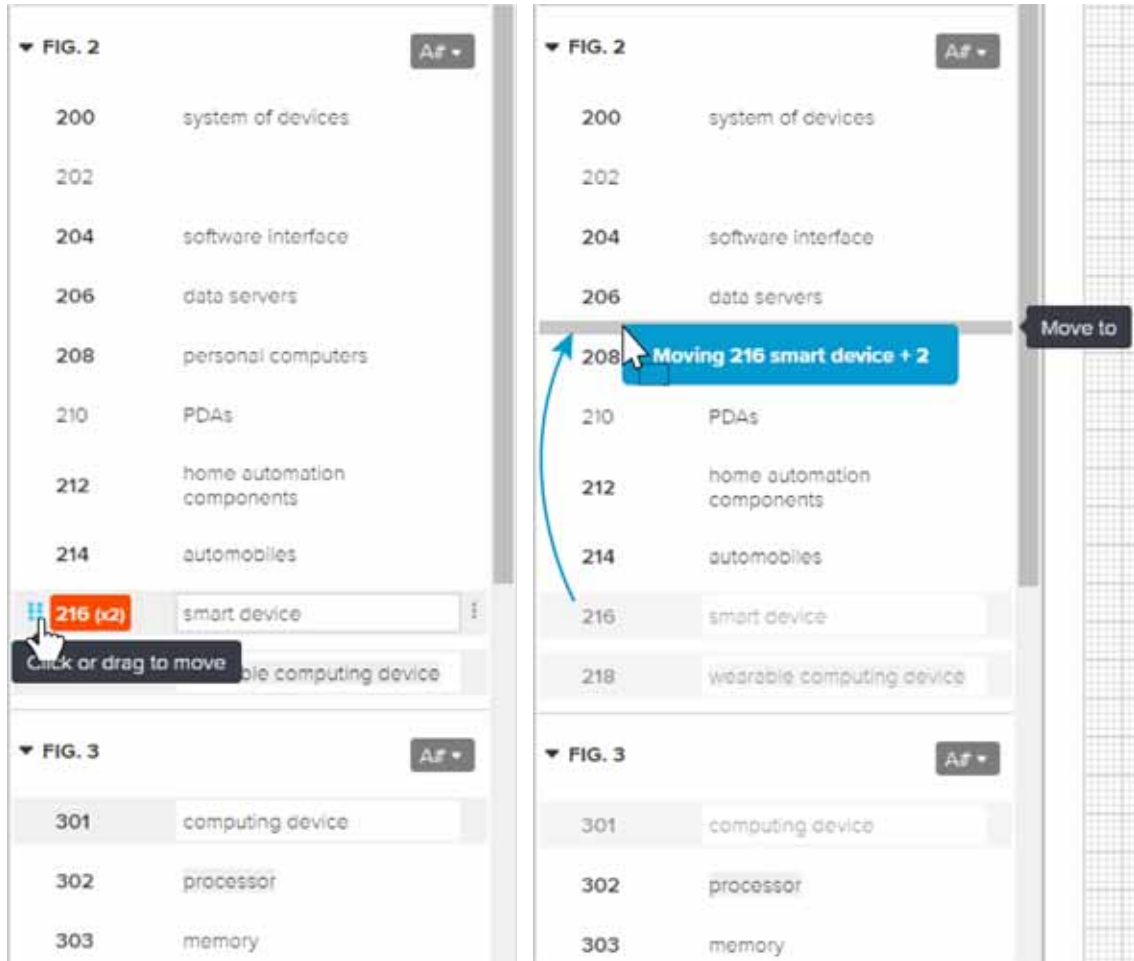 FIG. 2
A#
200 system of devices
202
204 software interface
206 data servers
208 personal computers
210 PDAs
212 home automation
components
214 automobiles
216 (x2) smart device
Click or drag to move
computing device
FIG. 3
A#
301 computing device
302 processor
303 memory
FIG. 2
A#
200 system of devices
202
204 software interface
206 data servers
Move to
208 Moving 216 smart device + 2
210 PDAs
212 home automation
components
214 automobiles
216 smart device
218 wearable computing device
FIG. 3
A#
301 computing device
302 processor
303 memory